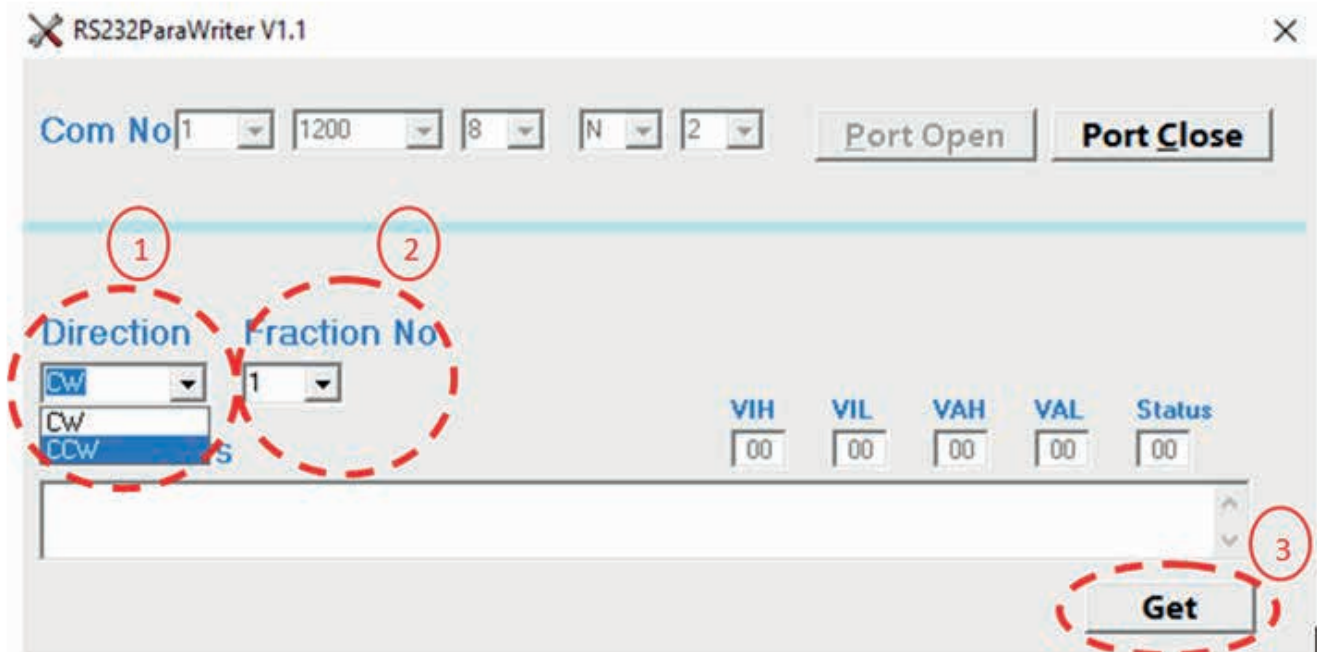 RS232ParaWriter V1.1
Com No 1 1200 8 N 2 Port Open Port Close
1 2
Direction Fraction No
CW 1
CW
CCW s
VIH VIL VAH VAL Status
00 00 00 00 00
3
Get